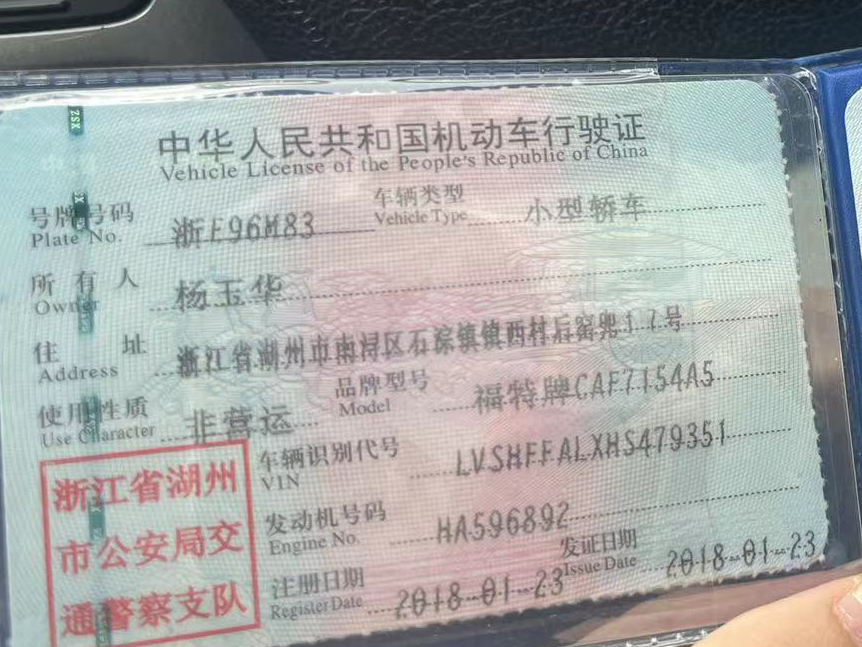 中华人民共和国机动车行驶证
Vehicle License of the People's Republic of China
号牌号码 浙E96M83 车辆类型 小型轿车
Plate No. Vehicle Type
所有人 杨玉华
Owner
住址 浙江省湖州市南浔区石淙镇镇西村后窑兜17号
Address
使用性质 非营运 品牌型号 福特牌CAF7154A5
Use Character Model
车辆识别代号 LVSHFFALXHS479351
VIN
发动机号码 HA596892
Engine No.
注册日期 2018-01-23 发证日期 2018-01-23
Register Date Issue Date
浙江省湖州
市公安局交
通警察支队